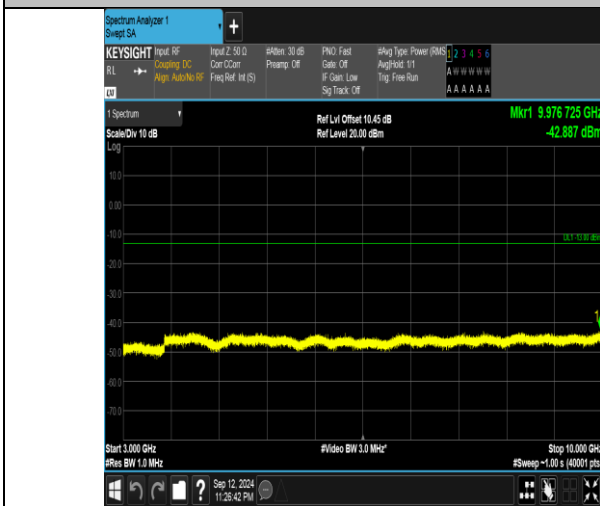 Spectrum Analyzer 1
Swept SA
KEYSIGHT
RL
Input: RF
Coupling: DC
Align: Auto/No RF
Input Z: 50 Ω
Corr CCorr
Freq Ref: Int (S)
#Atten: 30 dB
Preamp: Off
PNO: Fast
Gate: Off
IF Gain: Low
Sig Track: Off
#Avg Type: Power (RMS
Avg|Hold: 1/1
Trig: Free Run
1 2 3 4 5 6
A W W W W W
A A A A A A
1 Spectrum
Scale/Div 10 dB
Ref Lvl Offset 10.45 dB
Ref Level 20.00 dBm
Mkr1 9.976 725 GHz
-42.887 dBm
Log
10.0
0.00
-10.0
DL1 -13.00 dBm
-20.0
-30.0
-40.0
-50.0
-60.0
-70.0
1
Start 3.000 GHz
#Res BW 1.0 MHz
#Video BW 3.0 MHz*
Stop 10.000 GHz
#Sweep ~1.00 s (40001 pts)
?
Sep 12, 2024
11:26:42 PM